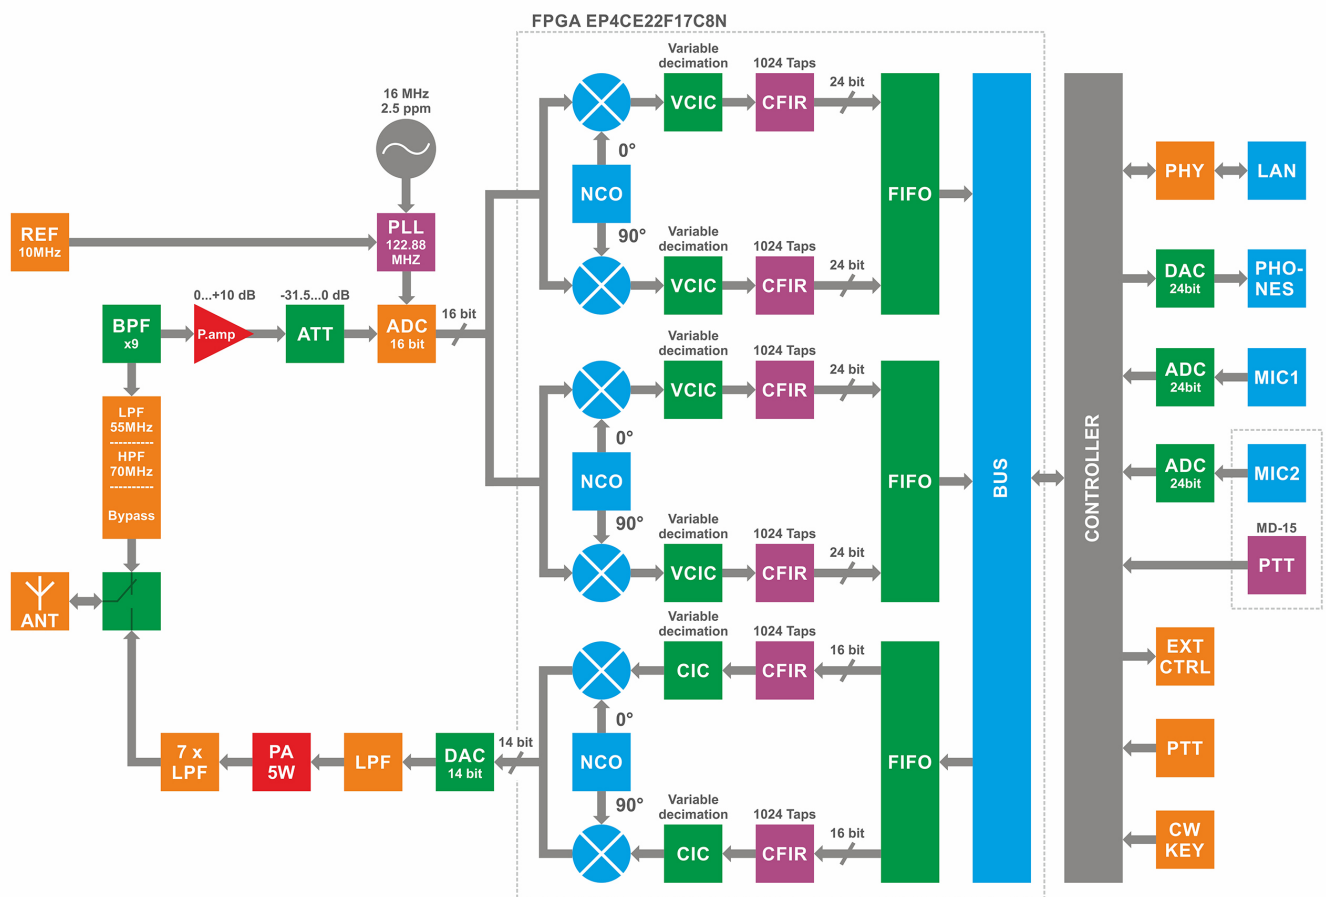 FPGA EP4CE22F17C8N
Variable
decimation
1024 Taps
24 bit
VCIC
CFIR
0°
NCO
90°
Variable
decimation
1024 Taps
24 bit
VCIC
CFIR
FIFO
16 MHz
2.5 ppm
REF
10MHz
PLL
122.88
MHZ
0...+10 dB
-31.5...0 dB
BPF
x9
P.amp
ATT
ADC
16 bit
16 bit
LPF
55MHz
----------
HPF
70MHz
----------
Bypass
ANT
Variable
decimation
1024 Taps
24 bit
VCIC
CFIR
0°
NCO
90°
Variable
decimation
1024 Taps
24 bit
VCIC
CFIR
FIFO
Variable
decimation
1024 Taps
16 bit
CIC
CFIR
0°
NCO
90°
Variable
decimation
1024 Taps
16 bit
CIC
CFIR
FIFO
7 x
LPF
PA
5W
LPF
DAC
14 bit
14 bit
BUS
CONTROLLER
PHY
LAN
DAC
24bit
PHO-
NES
ADC
24bit
MIC1
ADC
24bit
MIC2
MD-15
PTT
EXT
CTRL
PTT
CW
KEY